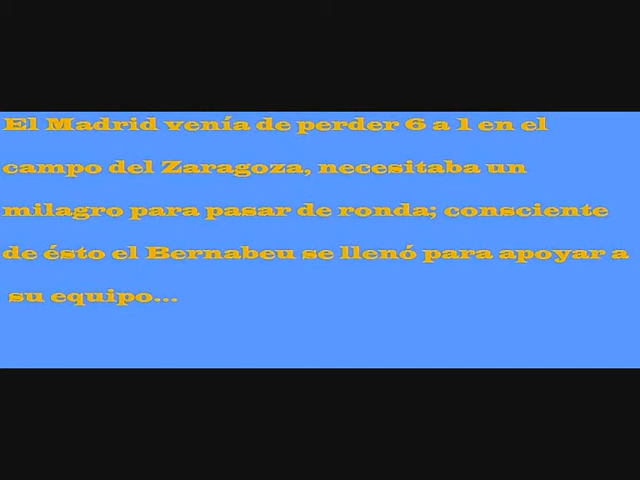 El Madrid venía de perder 6 a 1 en el
campo del Zaragoza, necesitaba un
milagro para pasar de ronda; consciente
de ésto el Bernabeu se llenó para apoyar a
su equipo...